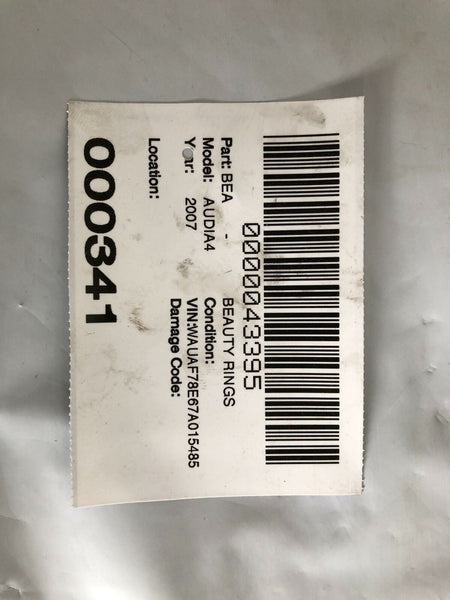 0000043395
Part: BEA - BEAUTY RINGS
Model: AUDIA4 Condition:
Year: 2007 VIN:WAUAF78E67A015485
Damage Code:
Location:
000341